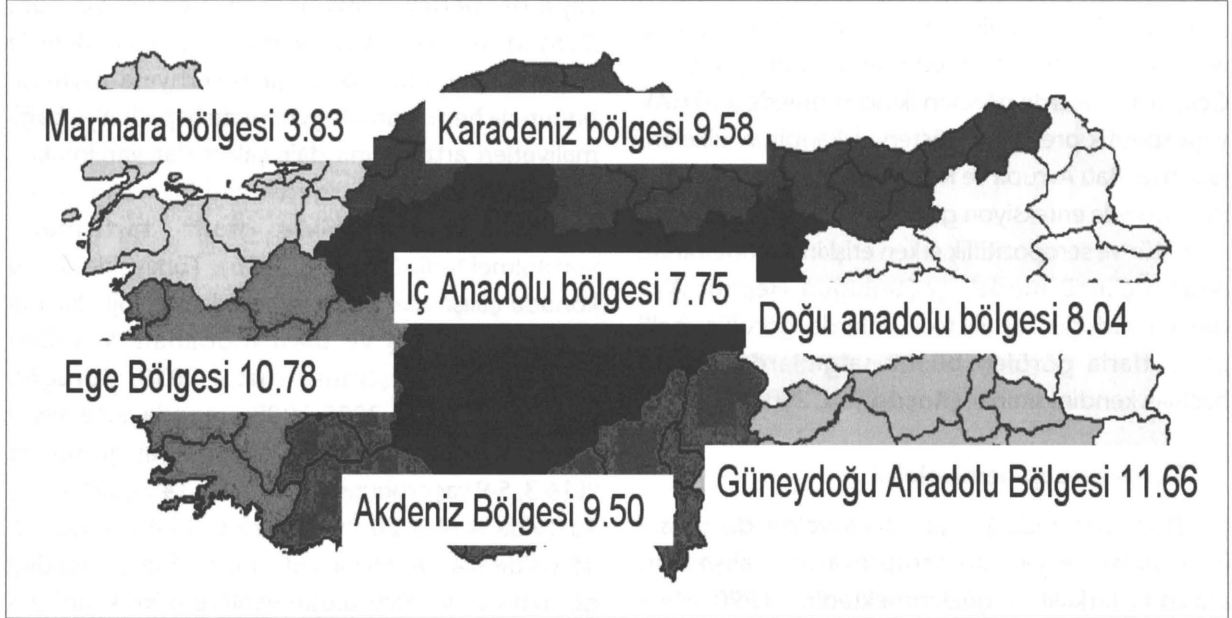 Marmara bölgesi 3.83
Karadeniz bölgesi 9.58
İç Anadolu bölgesi 7.75
Doğu anadolu bölgesi 8.04
Ege Bölgesi 10.78
Güneydoğu Anadolu Bölgesi 11.66
Akdeniz Bölgesi 9.50